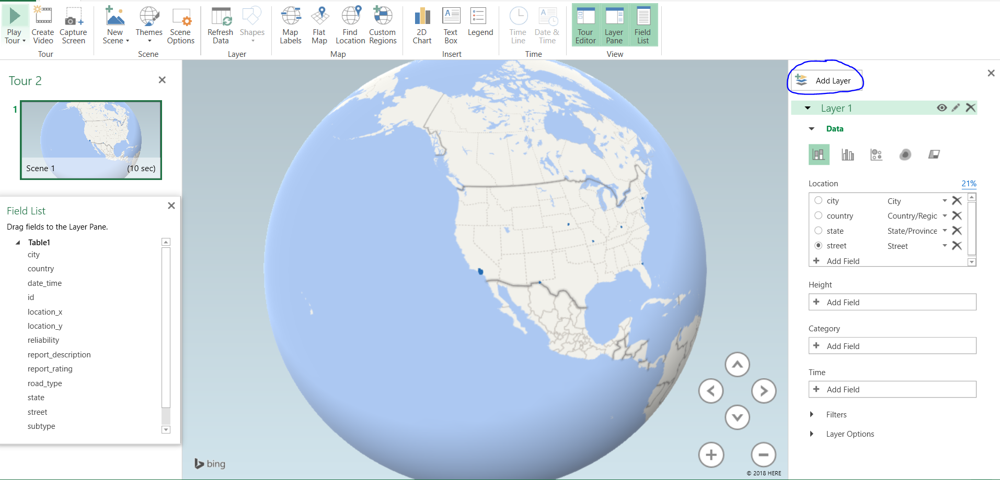 Play
Tour
Create
Video
Capture
Screen
Tour
New
Scene
Themes
Scene
Options
Scene
Refresh
Data
Shapes
Layer
Map
Labels
Flat
Map
Find
Location
Custom
Regions
Map
2D
Chart
Text
Box
Legend
Insert
Time
Line
Date &
Time
Time
Tour
Editor
Layer
Pane
Field
List
View
Tour 2
1
Scene 1 (10 sec)
Field List
Drag fields to the Layer Pane.
Table1
city
country
date_time
id
location_x
location_y
reliability
report_description
report_rating
road_type
state
street
subtype
bing
© 2018 HERE
Add Layer
Layer 1
Data
Location 21%
city City
country Country/Regic
state State/Province
street Street
Add Field
Height
Add Field
Category
Add Field
Time
Add Field
Filters
Layer Options